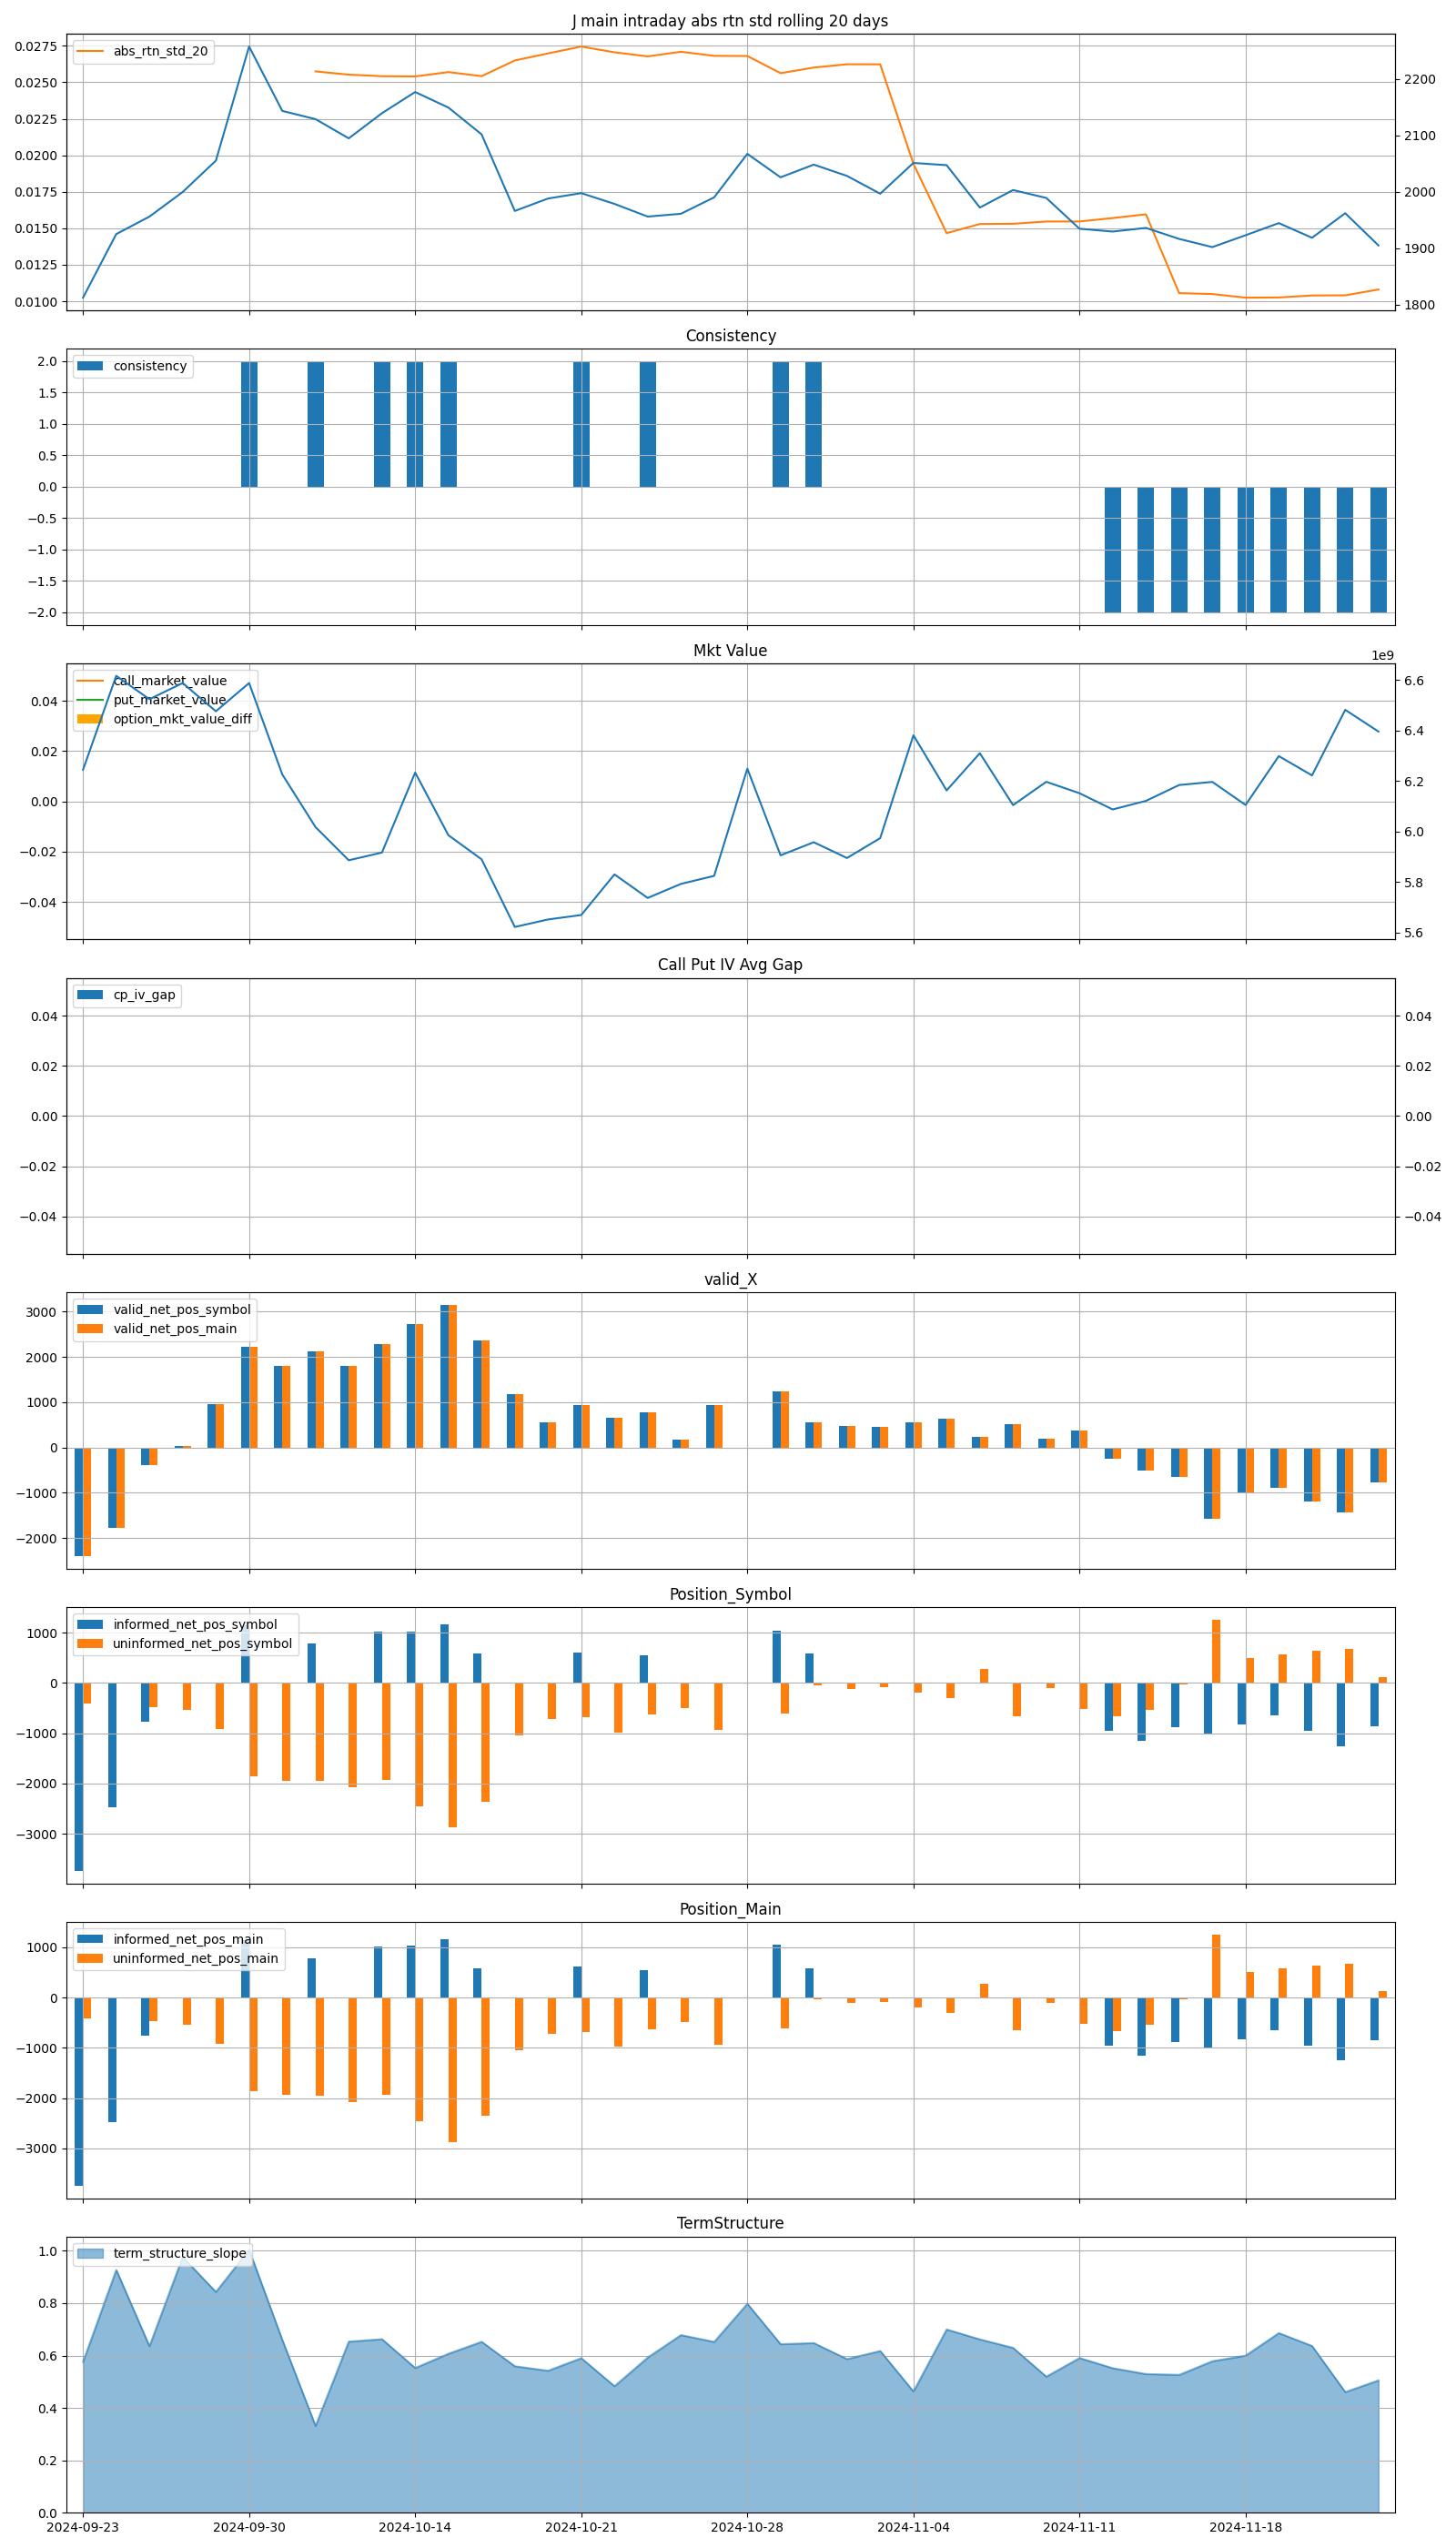 J main intraday abs rtn std rolling 20 days
abs_rtn_std_20
0.0275
0.0250
0.0225
0.0200
0.0175
0.0150
0.0125
0.0100
2200
2100
2000
1900
1800
Consistency
consistency
2.0
1.5
1.0
0.5
0.0
−0.5
−1.0
−1.5
−2.0
Mkt Value
1e9
call_market_value
put_market_value
option_mkt_value_diff
0.04
0.02
0.00
−0.02
−0.04
6.6
6.4
6.2
6.0
5.8
5.6
Call Put IV Avg Gap
cp_iv_gap
0.04
0.02
0.00
−0.02
−0.04
0.04
0.02
0.00
−0.02
−0.04
valid_X
valid_net_pos_symbol
valid_net_pos_main
3000
2000
1000
0
−1000
−2000
Position_Symbol
informed_net_pos_symbol
uninformed_net_pos_symbol
1000
0
−1000
−2000
−3000
Position_Main
informed_net_pos_main
uninformed_net_pos_main
1000
0
−1000
−2000
−3000
TermStructure
term_structure_slope
1.0
0.8
0.6
0.4
0.2
0.0
2024-09-23 2024-09-30 2024-10-14 2024-10-21 2024-10-28 2024-11-04 2024-11-11 2024-11-18